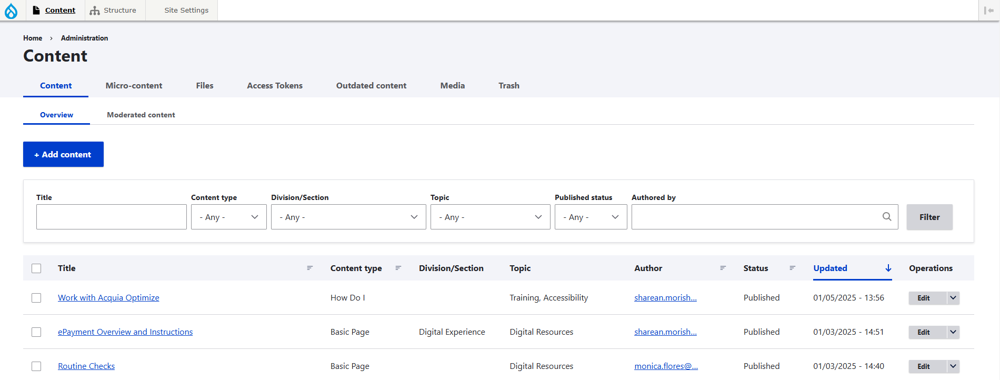 Content Structure Site Settings
Home › Administration
Content
Content Micro-content Files Access Tokens Outdated content Media Trash
Overview Moderated content
+ Add content
Title Content type Division/Section Topic Published status Authored by
- Any - - Any - - Any - - Any - Filter
Title Content type Division/Section Topic Author Status Updated Operations
Work with Acquia Optimize How Do I Training, Accessibility sharean.morish... Published 01/05/2025 - 13:56 Edit
ePayment Overview and Instructions Basic Page Digital Experience Digital Resources sharean.morish... Published 01/03/2025 - 14:51 Edit
Routine Checks Basic Page Digital Resources monica.flores@... Published 01/03/2025 - 14:40 Edit